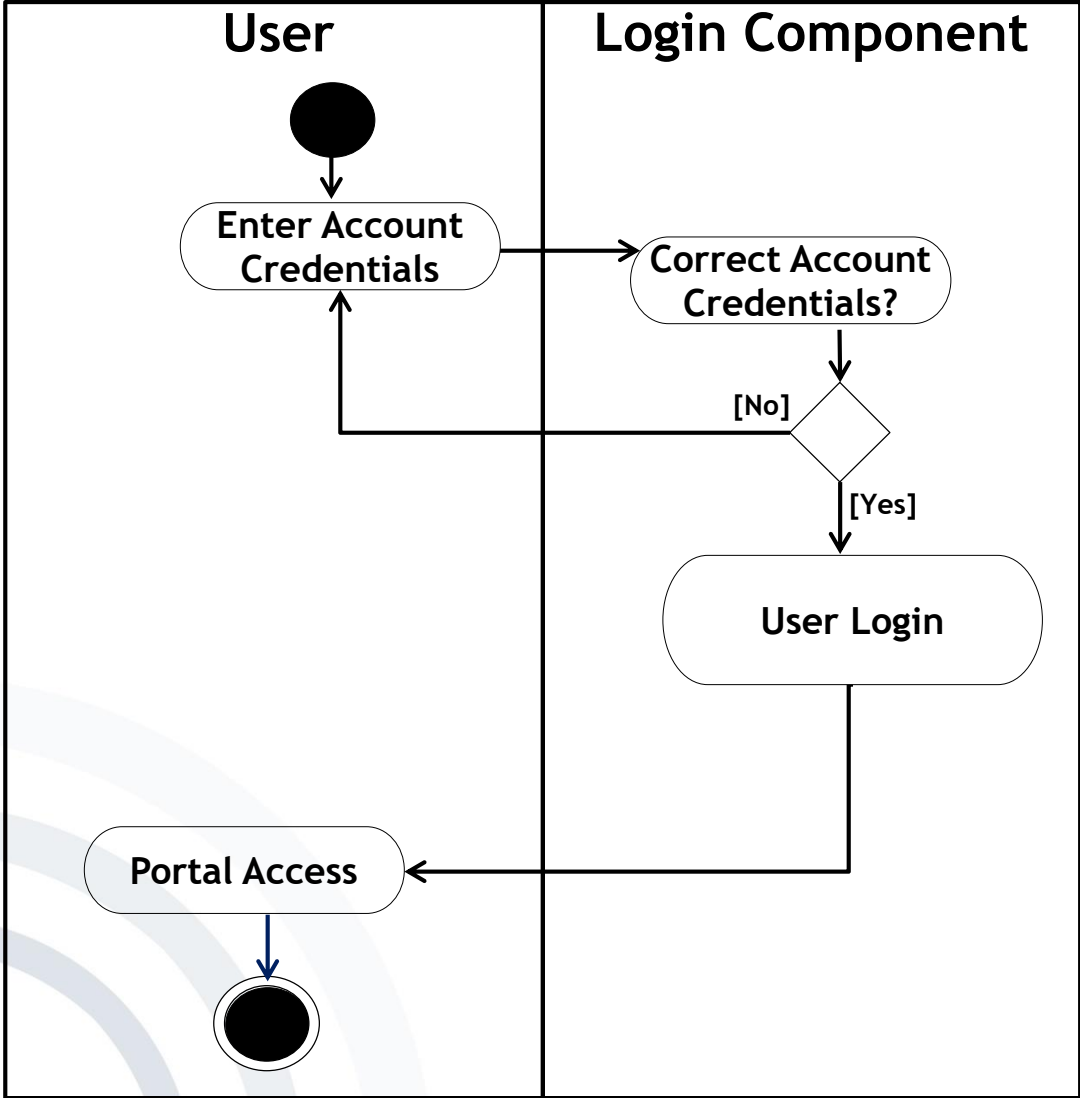 User
Login Component
Enter Account
Credentials
Correct Account
Credentials?
[No]
[Yes]
User Login
Portal Access